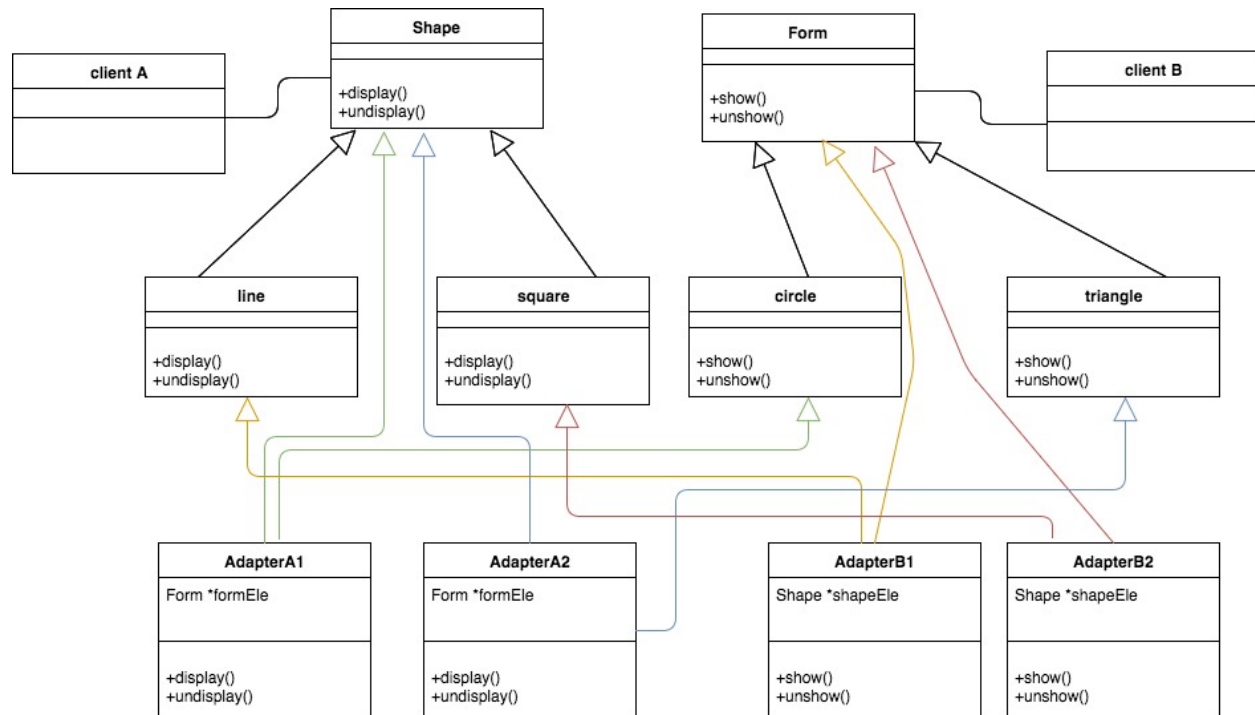 Shape
+display()
+undisplay()
Form
+show()
+unshow()
client A
client B
line
+display()
+undisplay()
square
+display()
+undisplay()
circle
+show()
+unshow()
triangle
+show()
+unshow()
AdapterA1
Form *formEle
+display()
+undisplay()
AdapterA2
Form *formEle
+display()
+undisplay()
AdapterB1
Shape *shapeEle
+show()
+unshow()
AdapterB2
Shape *shapeEle
+show()
+unshow()